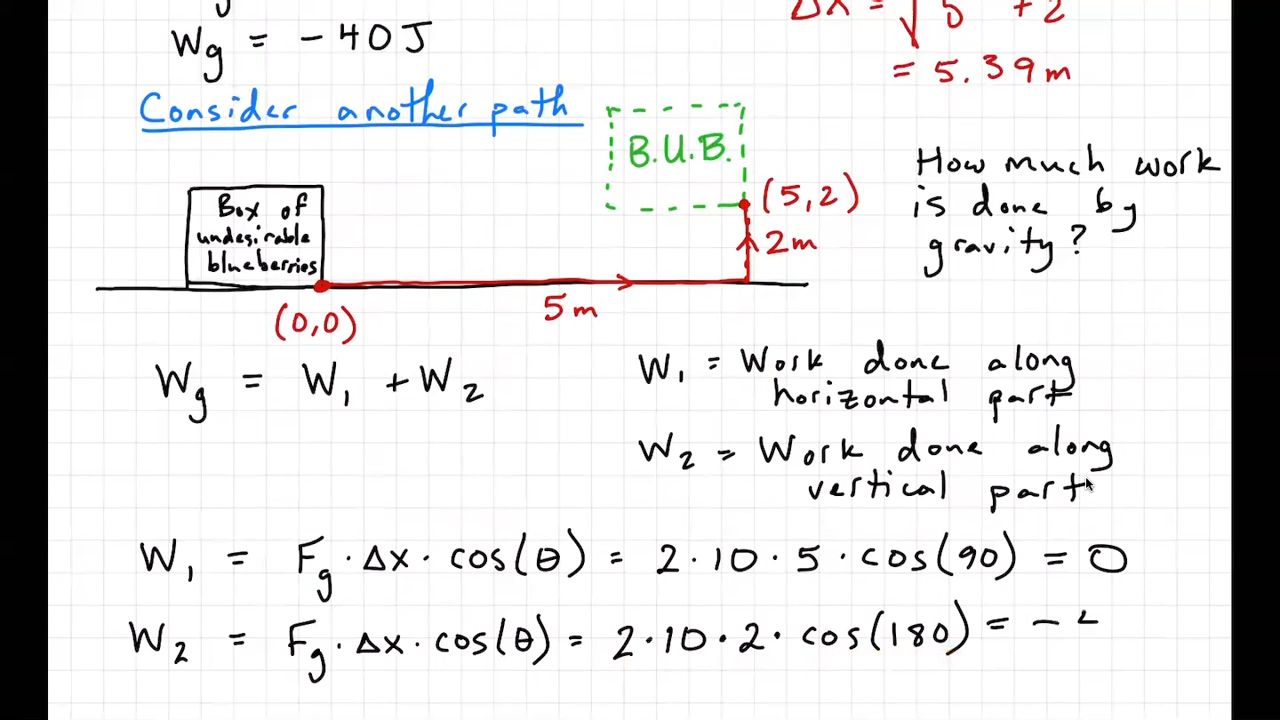 Wg = -40J
= 5.39m
Consider another path
B.U.B.
How much work
is done by
gravity?
(5,2)
2m
Box of
undesirable
blueberries
5m
(0,0)
Wg = W₁ + W₂
W₁ = Work done along
horizontal part
W₂ = Work done along
vertical part
W₁ = Fg · Δx · cos(θ) = 2·10·5·cos(90) = 0
W₂ = Fg · Δx · cos(θ) = 2·10·2·cos(180) = -